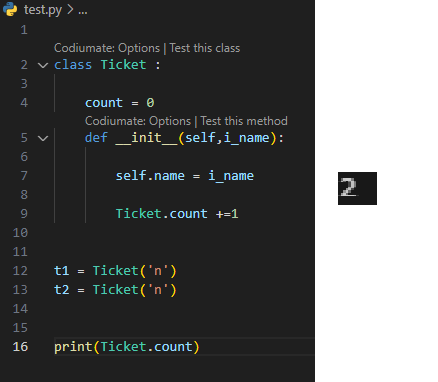 test.py > ...
1
Codiumate: Options | Test this class
2 class Ticket :
3
4 count = 0
Codiumate: Options | Test this method
5 def __init__(self,i_name):
6
7 self.name = i_name
8
9 Ticket.count +=1
10
11
12 t1 = Ticket('n')
13 t2 = Ticket('n')
14
15
16 print(Ticket.count)
2